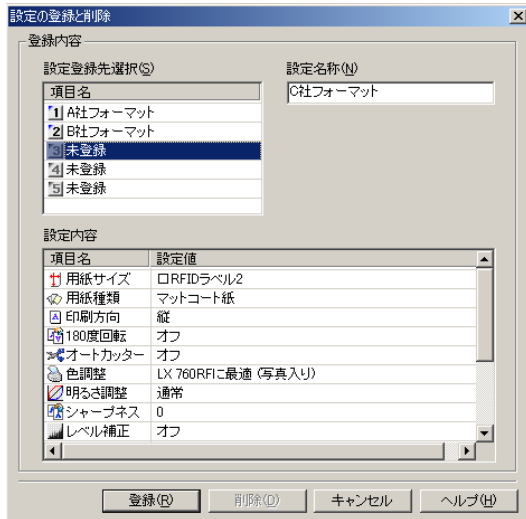 設定の登録と削除
登録内容
設定登録先選択(S)
設定名称(N)
項目名
C社フォーマット
1 A社フォーマット
2 B社フォーマット
3 未登録
4 未登録
5 未登録
設定内容
項目名 設定値
用紙サイズ ロRFIDラベル2
用紙種類 マットコート紙
印刷方向 縦
180度回転 オフ
オートカッター オフ
色調整 LX 760RFに最適 (写真入り)
明るさ調整 通常
シャープネス 0
レベル補正 オフ
登録(R) 削除(D) キャンセル ヘルプ(H)